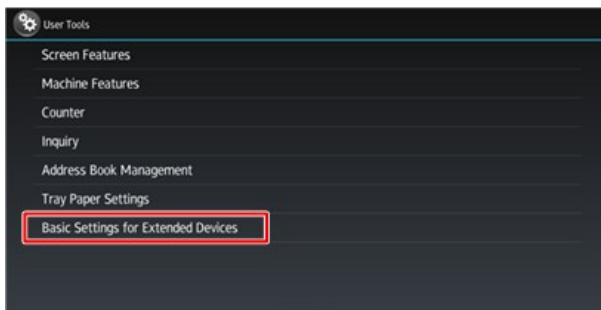 User Tools
Screen Features
Machine Features
Counter
Inquiry
Address Book Management
Tray Paper Settings
Basic Settings for Extended Devices